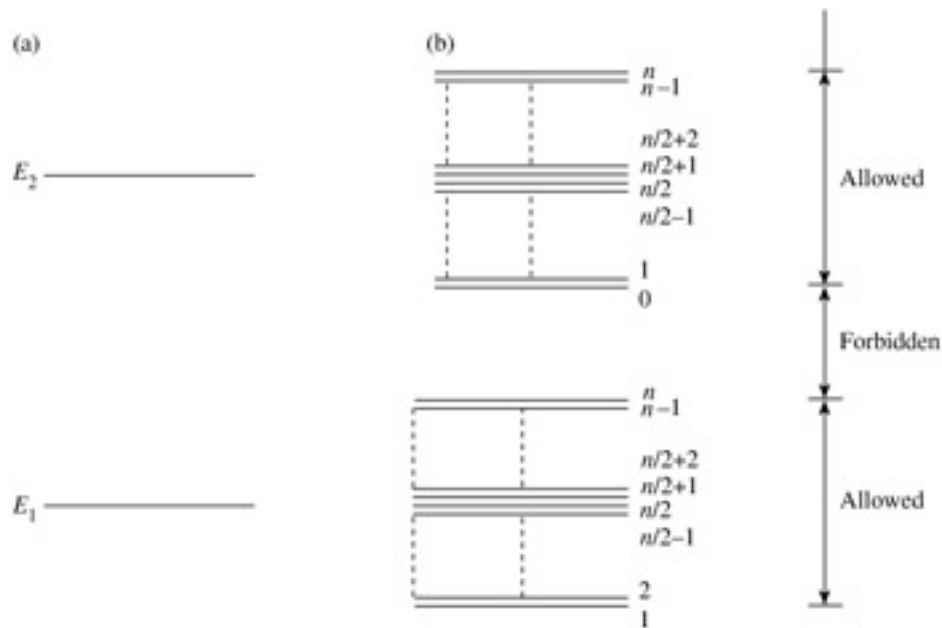 (a)
(b)
n
n–1
E2
n/2+2
n/2+1
n/2
n/2–1
1
0
Allowed
Forbidden
n
n–1
E1
n/2+2
n/2+1
n/2
n/2–1
2
1
Allowed